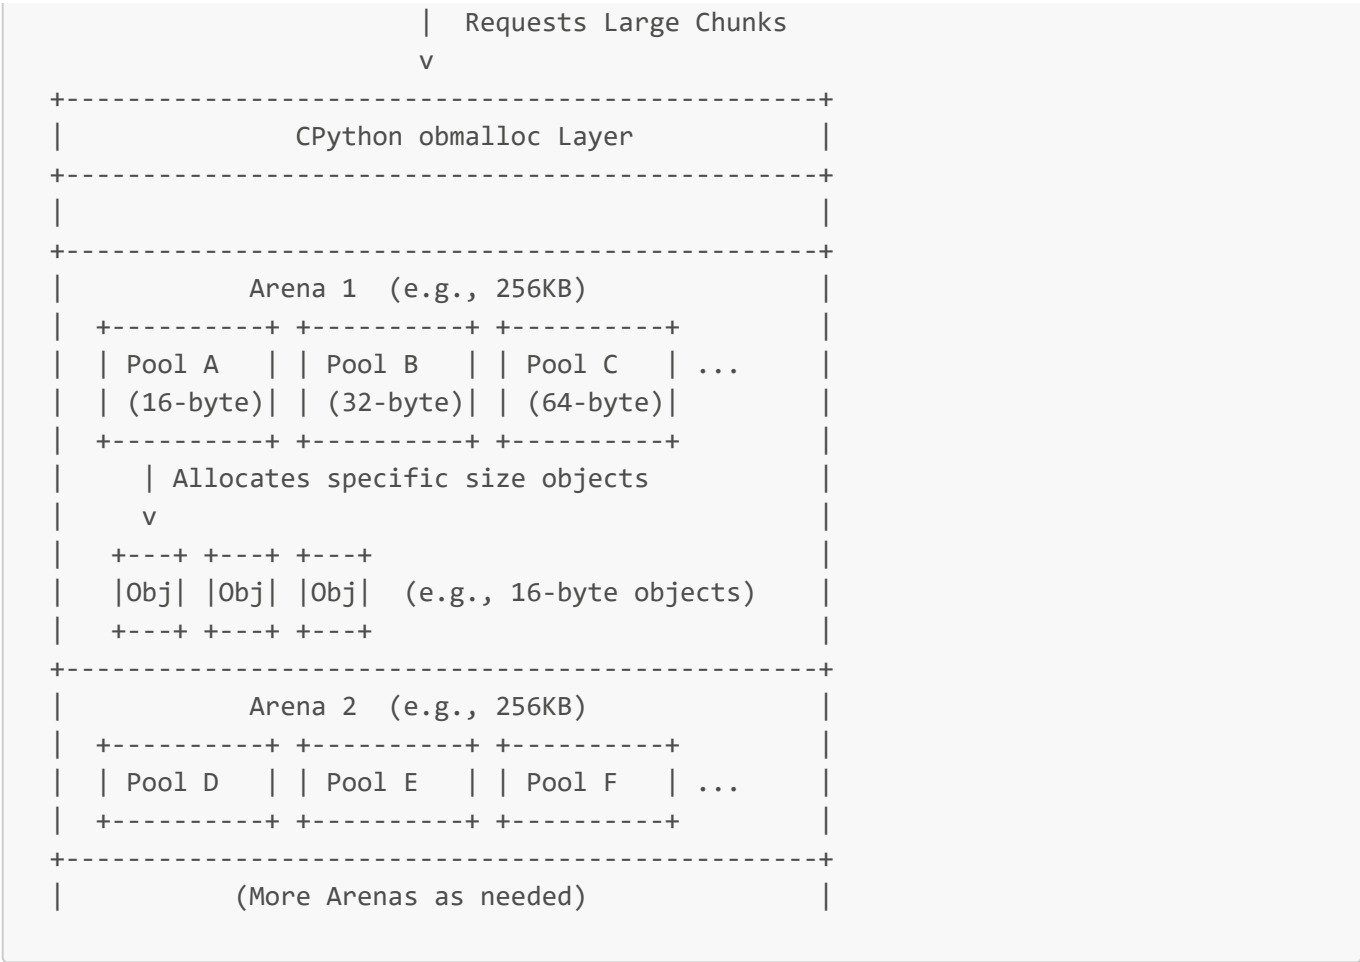 |  Requests Large Chunks
                        v
+-------------------------------------------------+
|               CPython obmalloc Layer            |
+-------------------------------------------------+
|                                                 |
+-------------------------------------------------+
|            Arena 1  (e.g., 256KB)               |
|  +----------+ +----------+ +----------+         |
|  | Pool A   | | Pool B   | | Pool C   | ...     |
|  | (16-byte)| | (32-byte)| | (64-byte)|         |
|  +----------+ +----------+ +----------+         |
|     | Allocates specific size objects           |
|     v                                           |
|   +---+ +---+ +---+                             |
|   |Obj| |Obj| |Obj|  (e.g., 16-byte objects)    |
|   +---+ +---+ +---+                             |
+-------------------------------------------------+
|            Arena 2  (e.g., 256KB)               |
|  +----------+ +----------+ +----------+         |
|  | Pool D   | | Pool E   | | Pool F   | ...     |
|  +----------+ +----------+ +----------+         |
+-------------------------------------------------+
|           (More Arenas as needed)               |